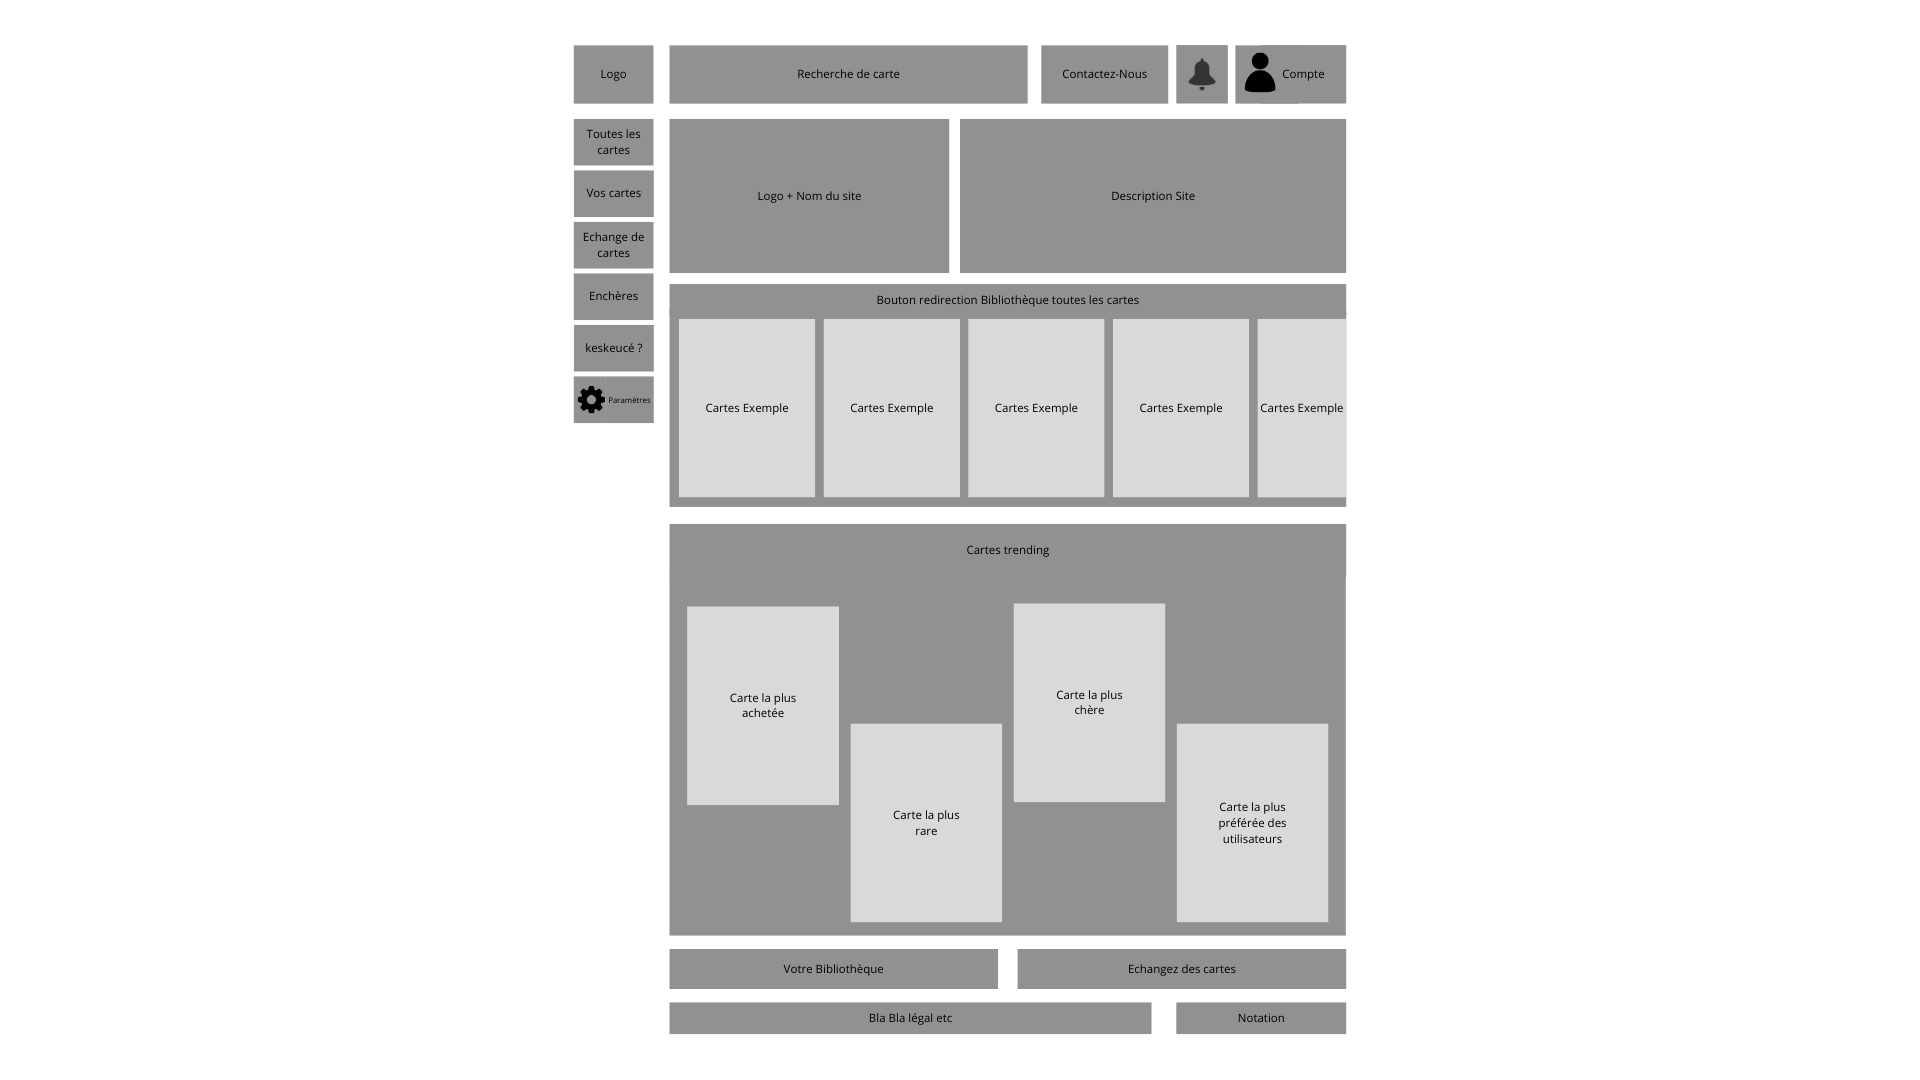 Logo
Recherche de carte
Contactez-Nous
Compte
Toutes les
cartes
Vos cartes
Echange de
cartes
Enchères
keskeucé ?
Paramètres
Logo + Nom du site
Description Site
Bouton redirection Bibliothèque toutes les cartes
Cartes Exemple
Cartes Exemple
Cartes Exemple
Cartes Exemple
Cartes Exemple
Cartes trending
Carte la plus
achetée
Carte la plus
rare
Carte la plus
chère
Carte la plus
préférée des
utilisateurs
Votre Bibliothèque
Echangez des cartes
Bla Bla légal etc
Notation